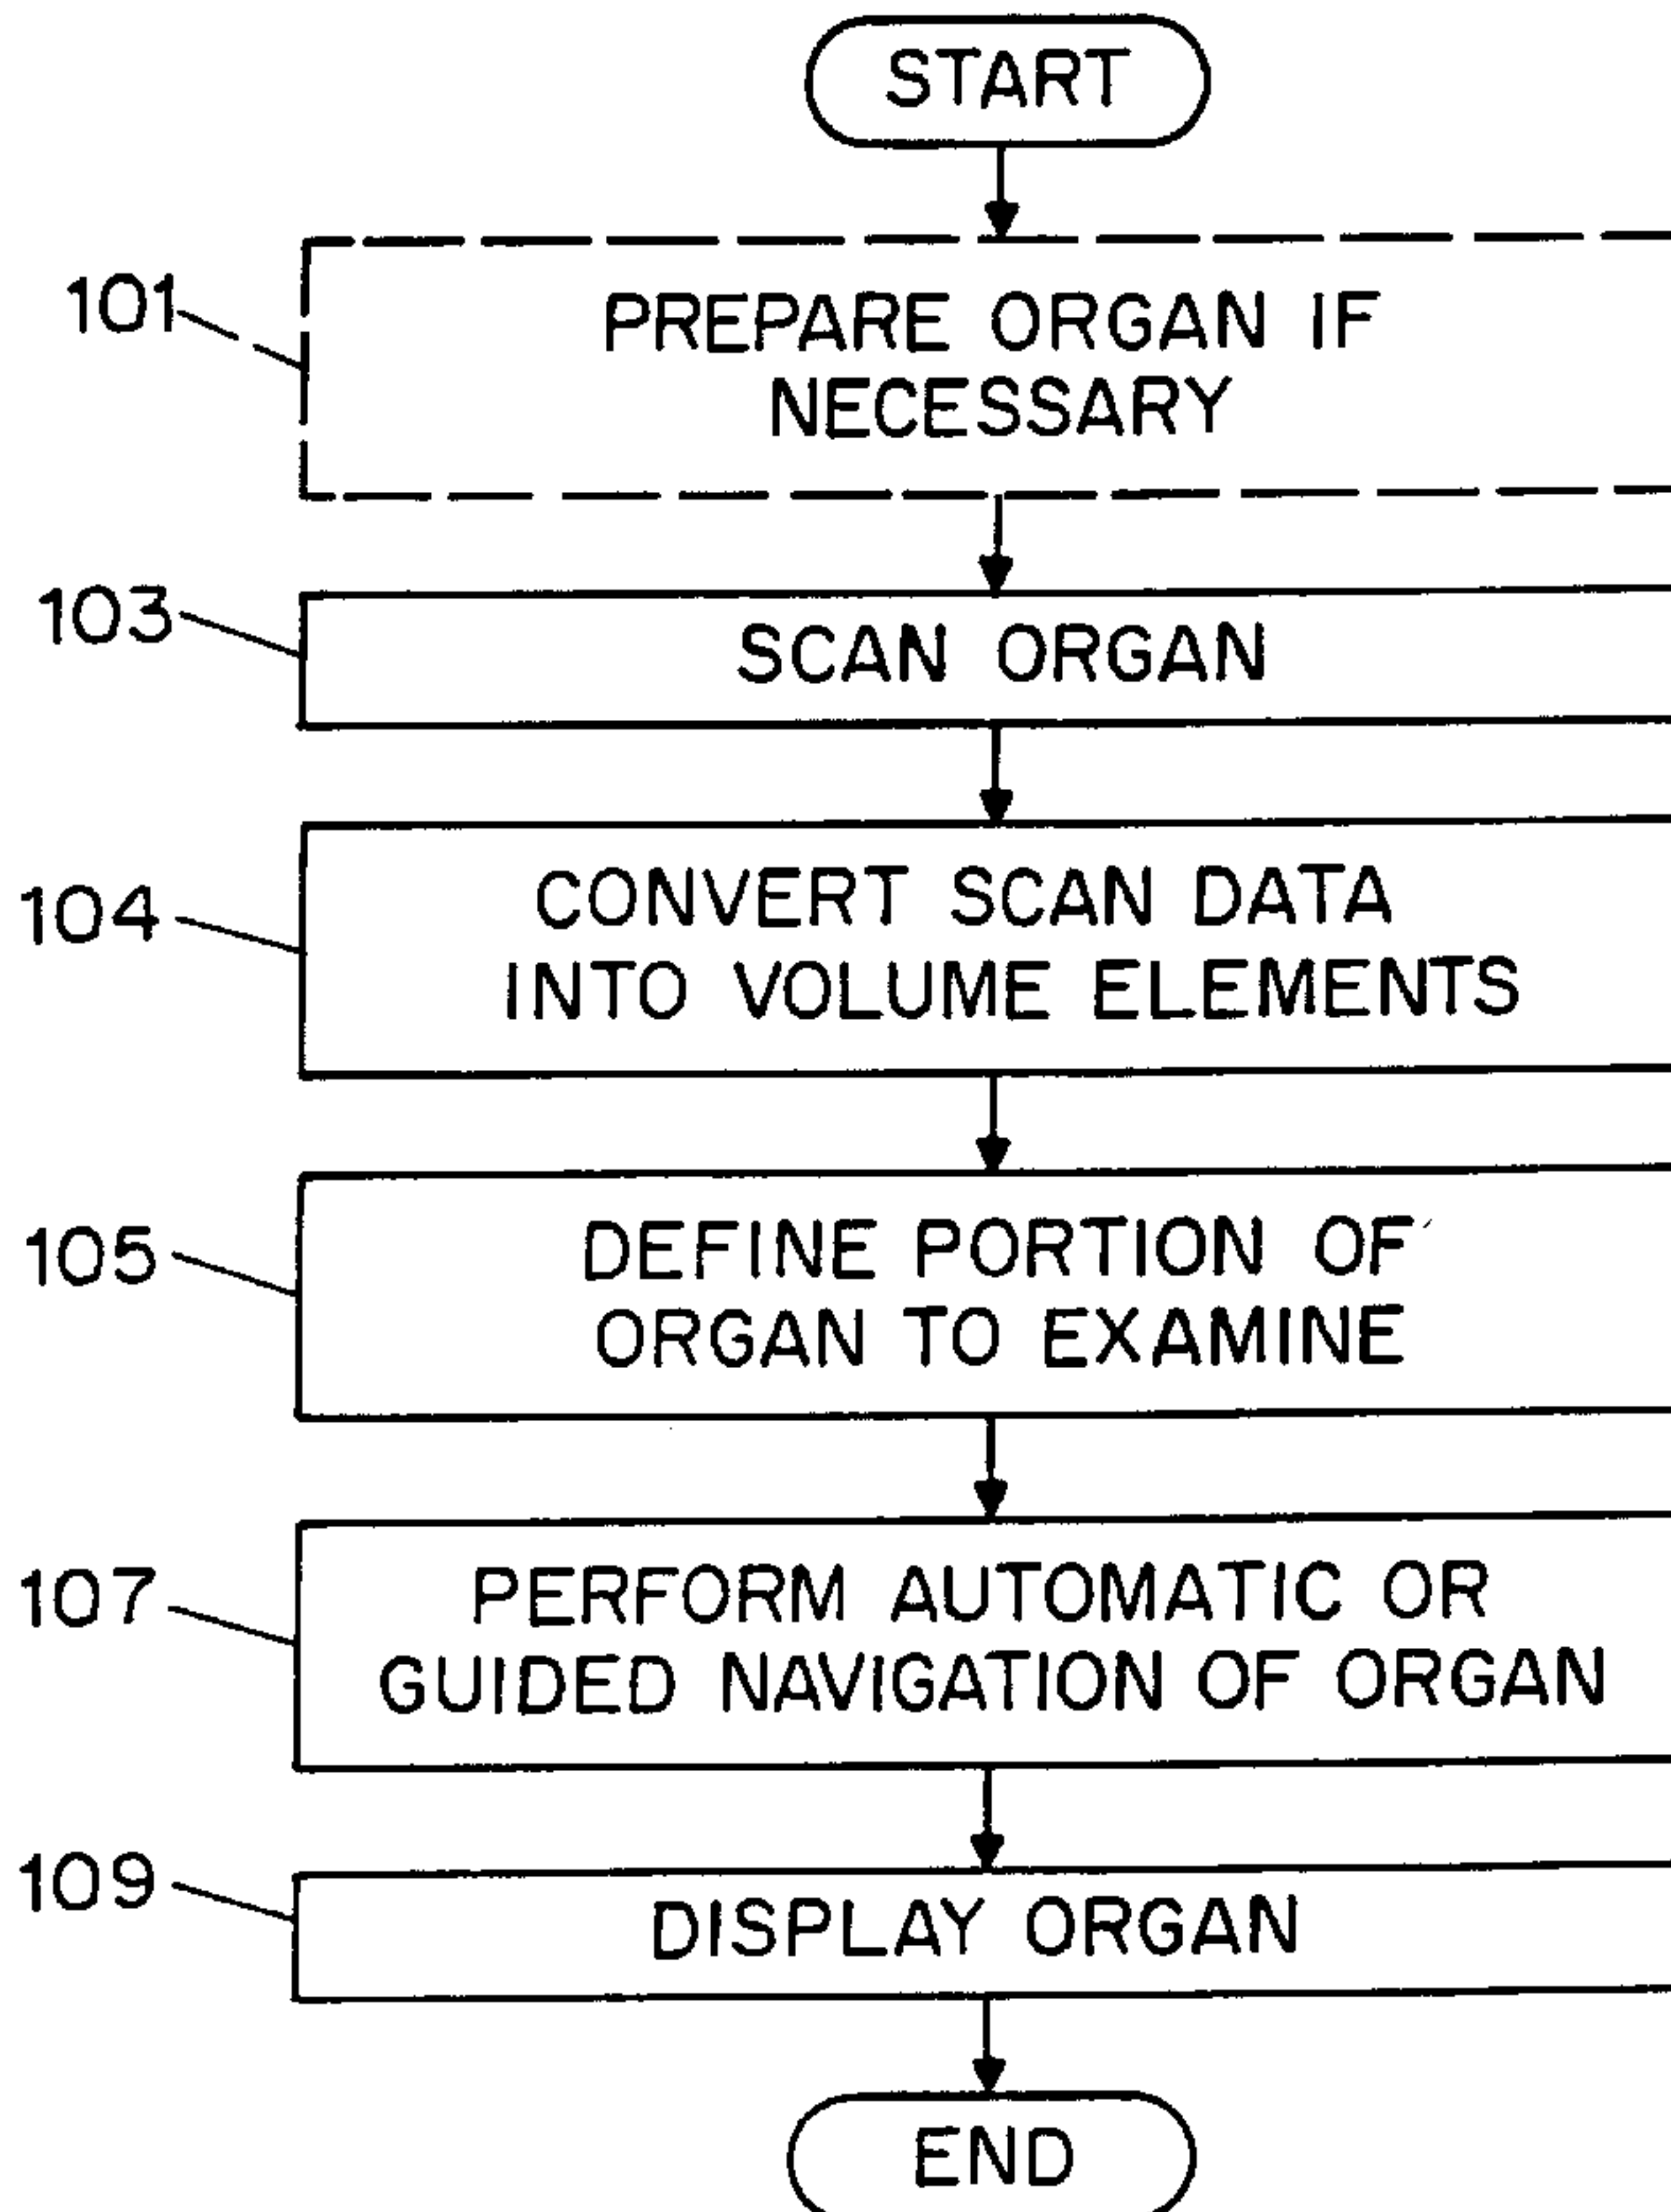 START
101
PREPARE ORGAN IF
NECESSARY
103
SCAN ORGAN
104
CONVERT SCAN DATA
INTO VOLUME ELEMENTS
105
DEFINE PORTION OF
ORGAN TO EXAMINE
107
PERFORM AUTOMATIC OR
GUIDED NAVIGATION OF ORGAN
109
DISPLAY ORGAN
END